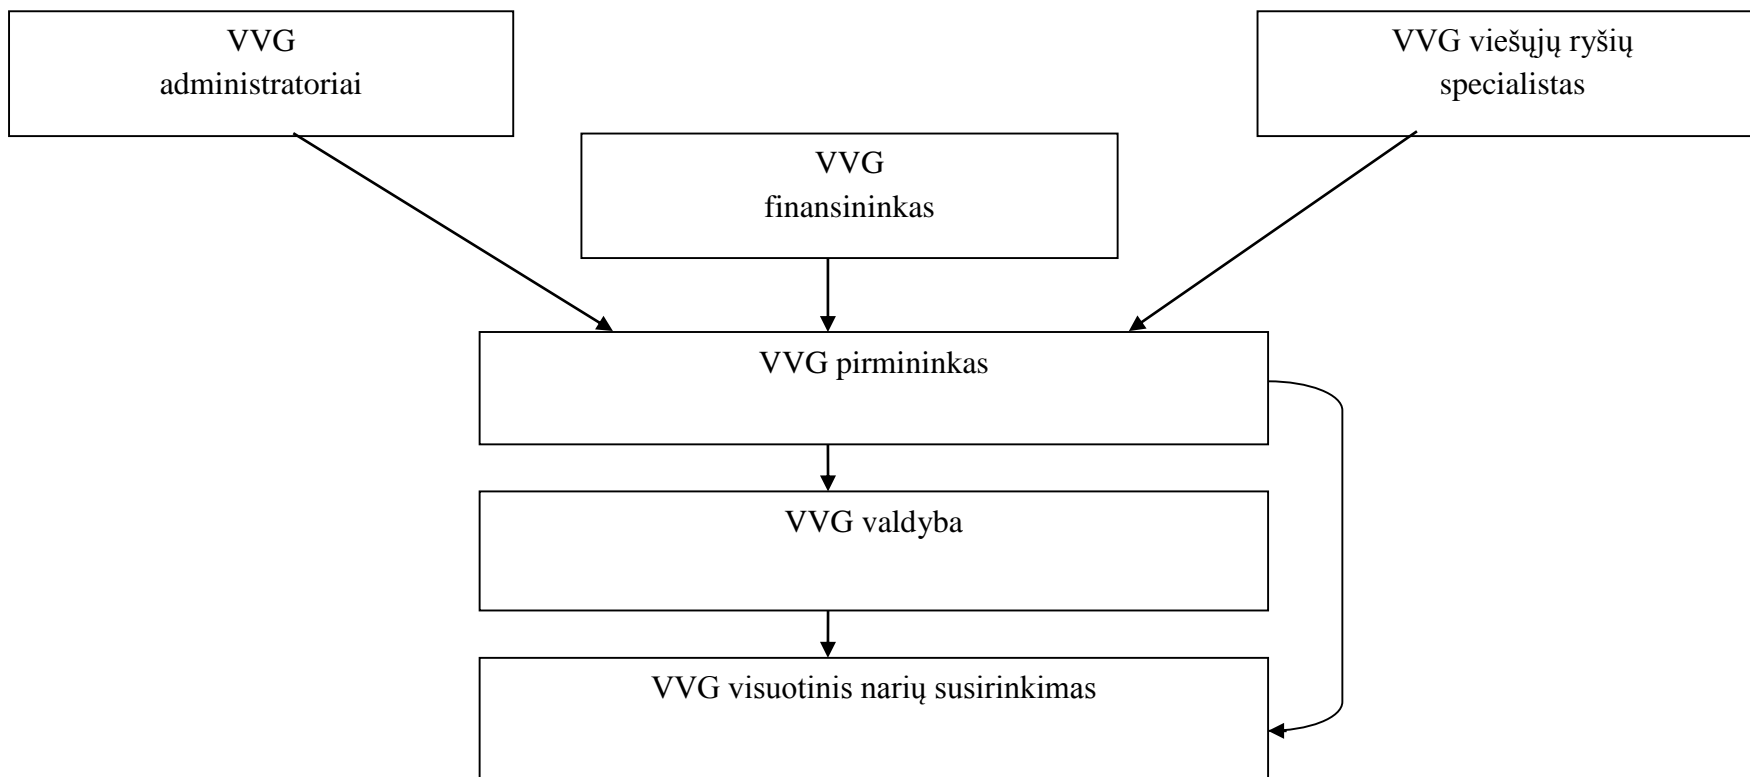 VVG
administratoriai
VVG viešųjų ryšių
specialistas
VVG
finansininkas
VVG pirmininkas
VVG valdyba
VVG visuotinis narių susirinkimas